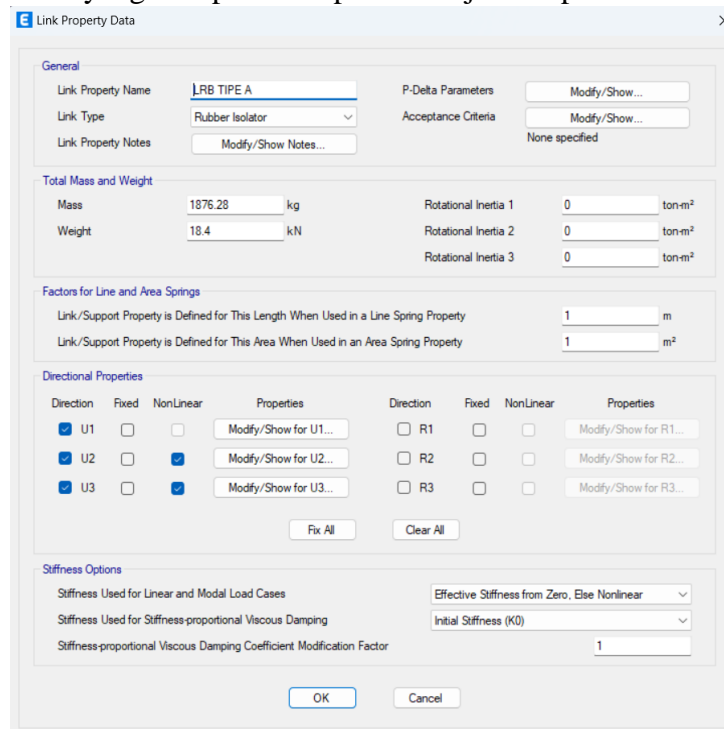 Link Property Data
General
Link Property Name LRB TIPE A P-Delta Parameters Modify/Show...
Link Type Rubber Isolator Acceptance Criteria Modify/Show...
Link Property Notes Modify/Show Notes... None specified
Total Mass and Weight
Mass 1876.28 kg Rotational Inertia 1 0 ton-m²
Weight 18.4 kN Rotational Inertia 2 0 ton-m²
Rotational Inertia 3 0 ton-m²
Factors for Line and Area Springs
Link/Support Property is Defined for This Length When Used in a Line Spring Property 1 m
Link/Support Property is Defined for This Area When Used in an Area Spring Property 1 m²
Directional Properties
Direction Fixed NonLinear Properties Direction Fixed NonLinear Properties
U1 Modify/Show for U1... R1 Modify/Show for R1...
U2 Modify/Show for U2... R2 Modify/Show for R2...
U3 Modify/Show for U3... R3 Modify/Show for R3...
Fix All Clear All
Stiffness Options
Stiffness Used for Linear and Modal Load Cases Effective Stiffness from Zero, Else Nonlinear
Stiffness Used for Stiffness-proportional Viscous Damping Initial Stiffness (K0)
Stiffness-proportional Viscous Damping Coefficient Modification Factor 1
OK Cancel